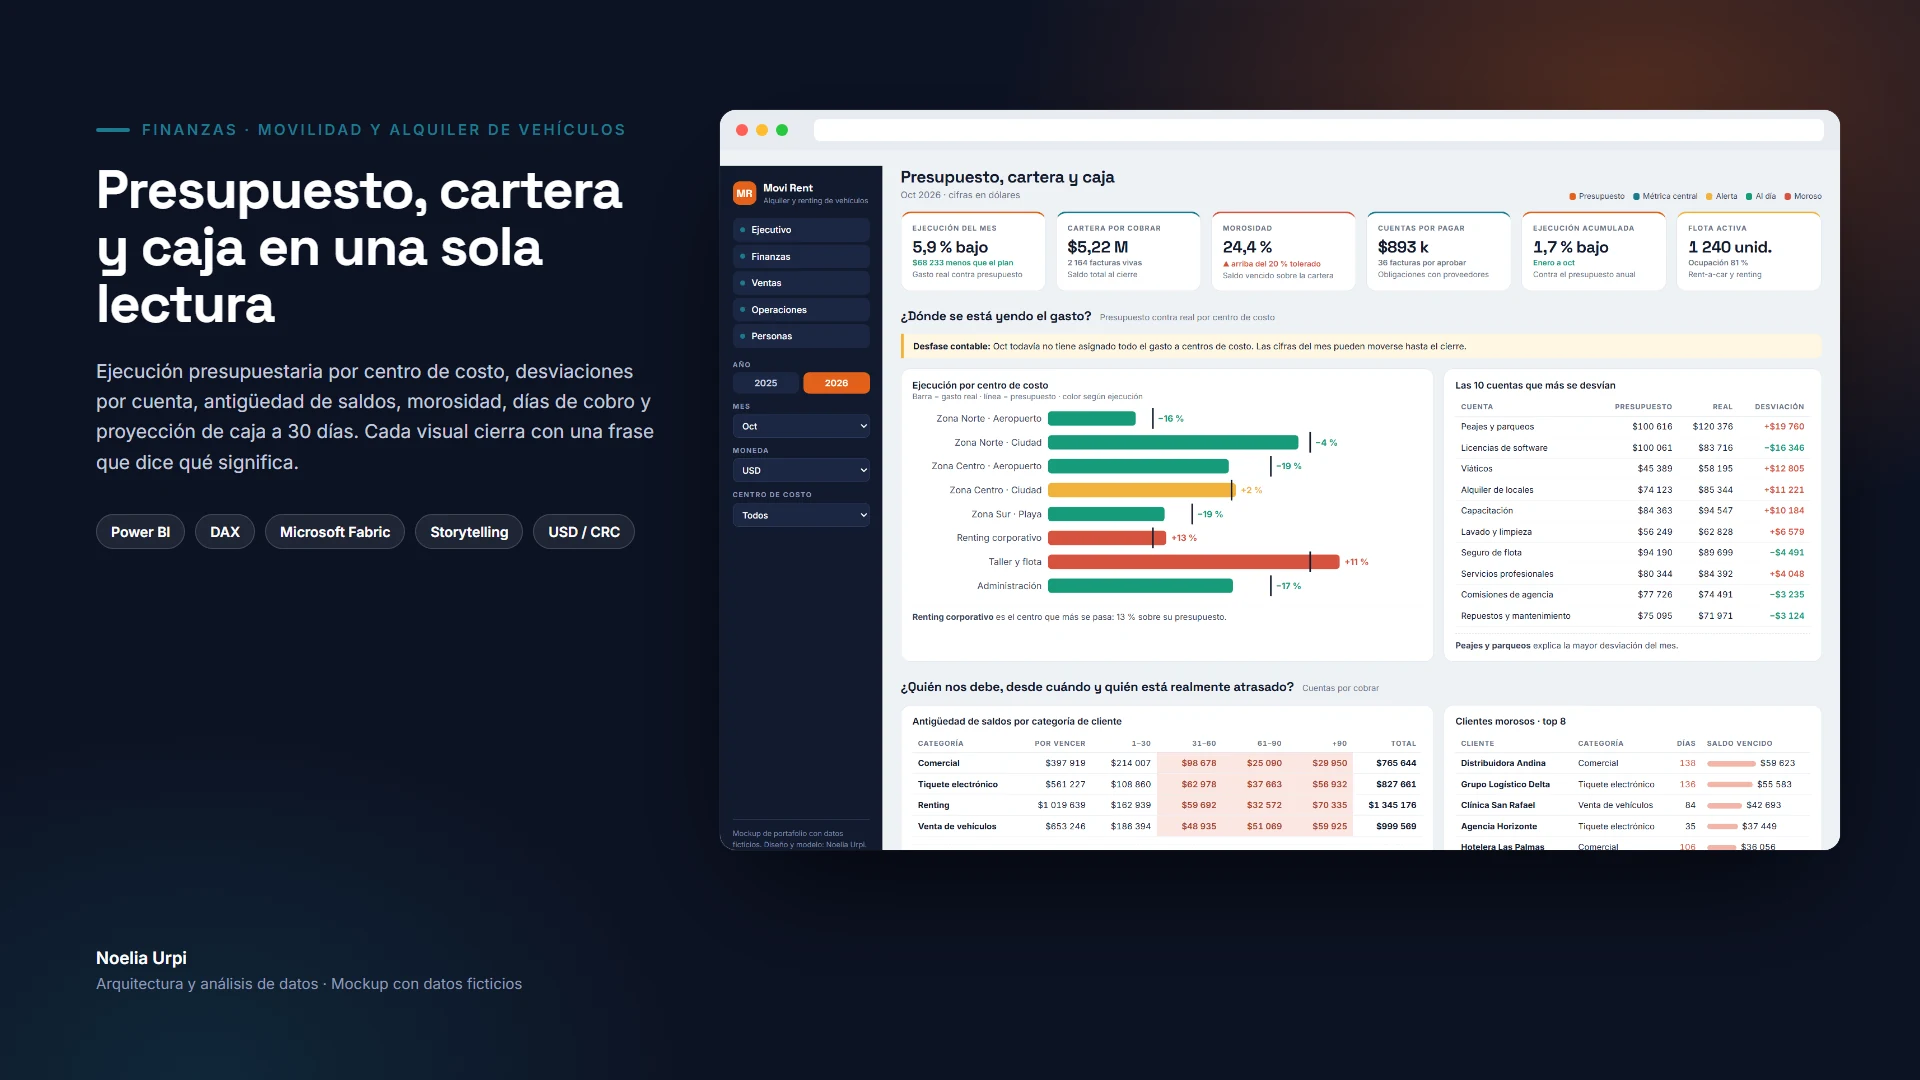 FINANZAS · MOVILIDAD Y ALQUILER DE VEHÍCULOS
Presupuesto, cartera
y caja en una sola
lectura
Ejecución presupuestaria por centro de costo, desviaciones
por cuenta, antigüedad de saldos, morosidad, días de cobro y
proyección de caja a 30 días. Cada visual cierra con una frase
que dice qué significa.
Power BI DAX Microsoft Fabric Storytelling USD / CRC
Noelia Urpi
Arquitectura y análisis de datos · Mockup con datos ficticios
MR Movi Rent
Alquiler y renting de vehículos
Ejecutivo
Finanzas
Ventas
Operaciones
Personas
AÑO
2025 2026
MES
Oct
MONEDA
USD
CENTRO DE COSTO
Todos
Mockup de portafolio con datos
ficticios. Diseño y modelo: Noelia Urpi.
Presupuesto, cartera y caja
Oct 2026 · cifras en dólares
Presupuesto Métrica central Alerta Al día Moroso
EJECUCIÓN DEL MES
5,9 % bajo
$68 233 menos que el plan
Gasto real contra presupuesto
CARTERA POR COBRAR
$5,22 M
2 164 facturas vivas
Saldo total al cierre
MOROSIDAD
24,4 %
▲ arriba del 20 % tolerado
Saldo vencido sobre la cartera
CUENTAS POR PAGAR
$893 k
36 facturas por aprobar
Obligaciones con proveedores
EJECUCIÓN ACUMULADA
1,7 % bajo
Enero a oct
Contra el presupuesto anual
FLOTA ACTIVA
1 240 unid.
Ocupación 81 %
Rent-a-car y renting
¿Dónde se está yendo el gasto? Presupuesto contra real por centro de costo
Desfase contable: Oct todavía no tiene asignado todo el gasto a centros de costo. Las cifras del mes pueden moverse hasta el cierre.
Ejecución por centro de costo
Barra = gasto real · línea = presupuesto · color según ejecución
Zona Norte · Aeropuerto −16 %
Zona Norte · Ciudad −4 %
Zona Centro · Aeropuerto −19 %
Zona Centro · Ciudad +2 %
Zona Sur · Playa −19 %
Renting corporativo +13 %
Taller y flota +11 %
Administración −17 %
Renting corporativo es el centro que más se pasa: 13 % sobre su presupuesto.
Las 10 cuentas que más se desvían
CUENTA PRESUPUESTO REAL DESVIACIÓN
Peajes y parqueos $100 616 $120 376 +$19 760
Licencias de software $100 061 $83 716 −$16 346
Viáticos $45 389 $58 195 +$12 805
Alquiler de locales $74 123 $85 344 +$11 221
Capacitación $84 363 $94 547 +$10 184
Lavado y limpieza $56 249 $62 828 +$6 579
Seguro de flota $94 190 $89 699 −$4 491
Servicios profesionales $80 344 $84 392 +$4 048
Comisiones de agencia $77 726 $74 491 −$3 235
Repuestos y mantenimiento $75 095 $71 971 −$3 124
Peajes y parqueos explica la mayor desviación del mes.
¿Quién nos debe, desde cuándo y quién está realmente atrasado? Cuentas por cobrar
Antigüedad de saldos por categoría de cliente
CATEGORÍA POR VENCER 1–30 31–60 61–90 +90 TOTAL
Comercial $397 919 $214 007 $98 678 $25 090 $29 950 $765 644
Tiquete electrónico $561 227 $108 860 $62 978 $37 663 $56 932 $827 661
Renting $1 019 639 $162 939 $59 692 $32 572 $70 335 $1 345 176
Venta de vehículos $653 246 $186 394 $48 935 $51 069 $59 925 $999 569
Clientes morosos · top 8
CLIENTE CATEGORÍA DÍAS SALDO VENCIDO
Distribuidora Andina Comercial 138 $59 623
Grupo Logístico Delta Tiquete electrónico 136 $55 583
Clínica San Rafael Venta de vehículos 84 $42 693
Agencia Horizonte Tiquete electrónico 35 $37 449
Hotelera Las Palmas Comercial 106 $36 056